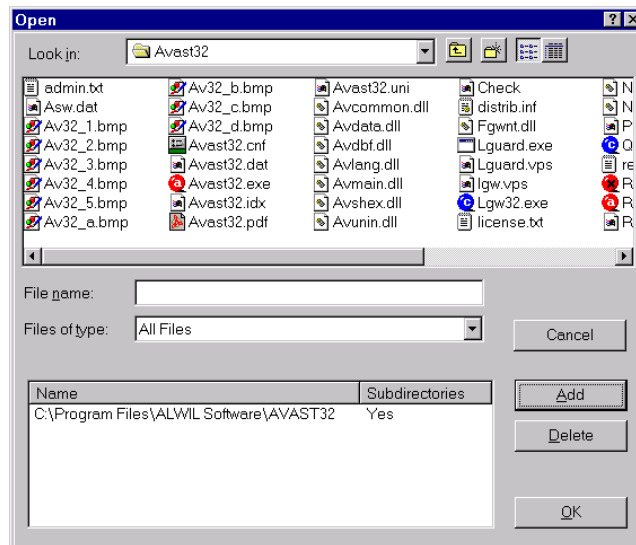 Open
Look in: Avast32
admin.txt Av32_b.bmp Avast32.uni Check N
Asw.dat Av32_c.bmp Avcommon.dll distrib.inf N
Av32_1.bmp Av32_d.bmp Avdata.dll Fgwnt.dll P
Av32_2.bmp Avast32.cnf Avdbf.dll Lguard.exe Q
Av32_3.bmp Avast32.dat Avlang.dll Lguard.vps re
Av32_4.bmp Avast32.exe Avmain.dll lgw.vps R
Av32_5.bmp Avast32.idx Avshex.dll Lgw32.exe R
Av32_a.bmp Avast32.pdf Avunin.dll license.txt R
File name:
Files of type: All Files
Cancel
Name Subdirectories
C:\Program Files\ALWIL Software\AVAST32 Yes
Add
Delete
OK